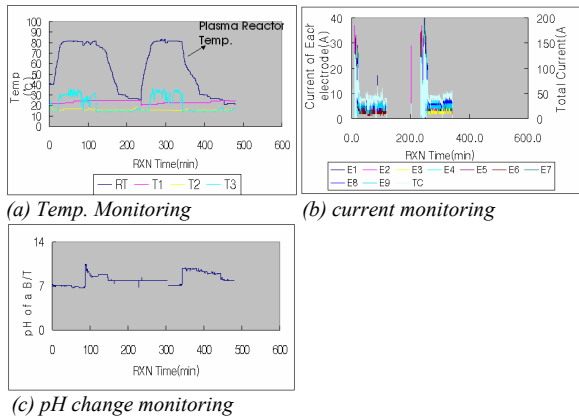 Plasma Reactor
Temp.
Temp
(℃)
100
90
80
70
60
50
40
30
20
10
0
0 100 200 300 400 500 600
RXN Time(min)
RT T1 T2 T3
(a) Temp. Monitoring
Current of Each
electrode(A)
40
30
20
10
0
200
150
100
50
0
Total Current(A
0.0 200.0 400.0 600.0
RXN Time(min)
E1 E2 E3 E4 E5 E6 E7
E8 E9 TC
(b) current monitoring
pH of a B/T
14
7
0
0 100 200 300 400 500 600
RXN Time(min)
(c) pH change monitoring